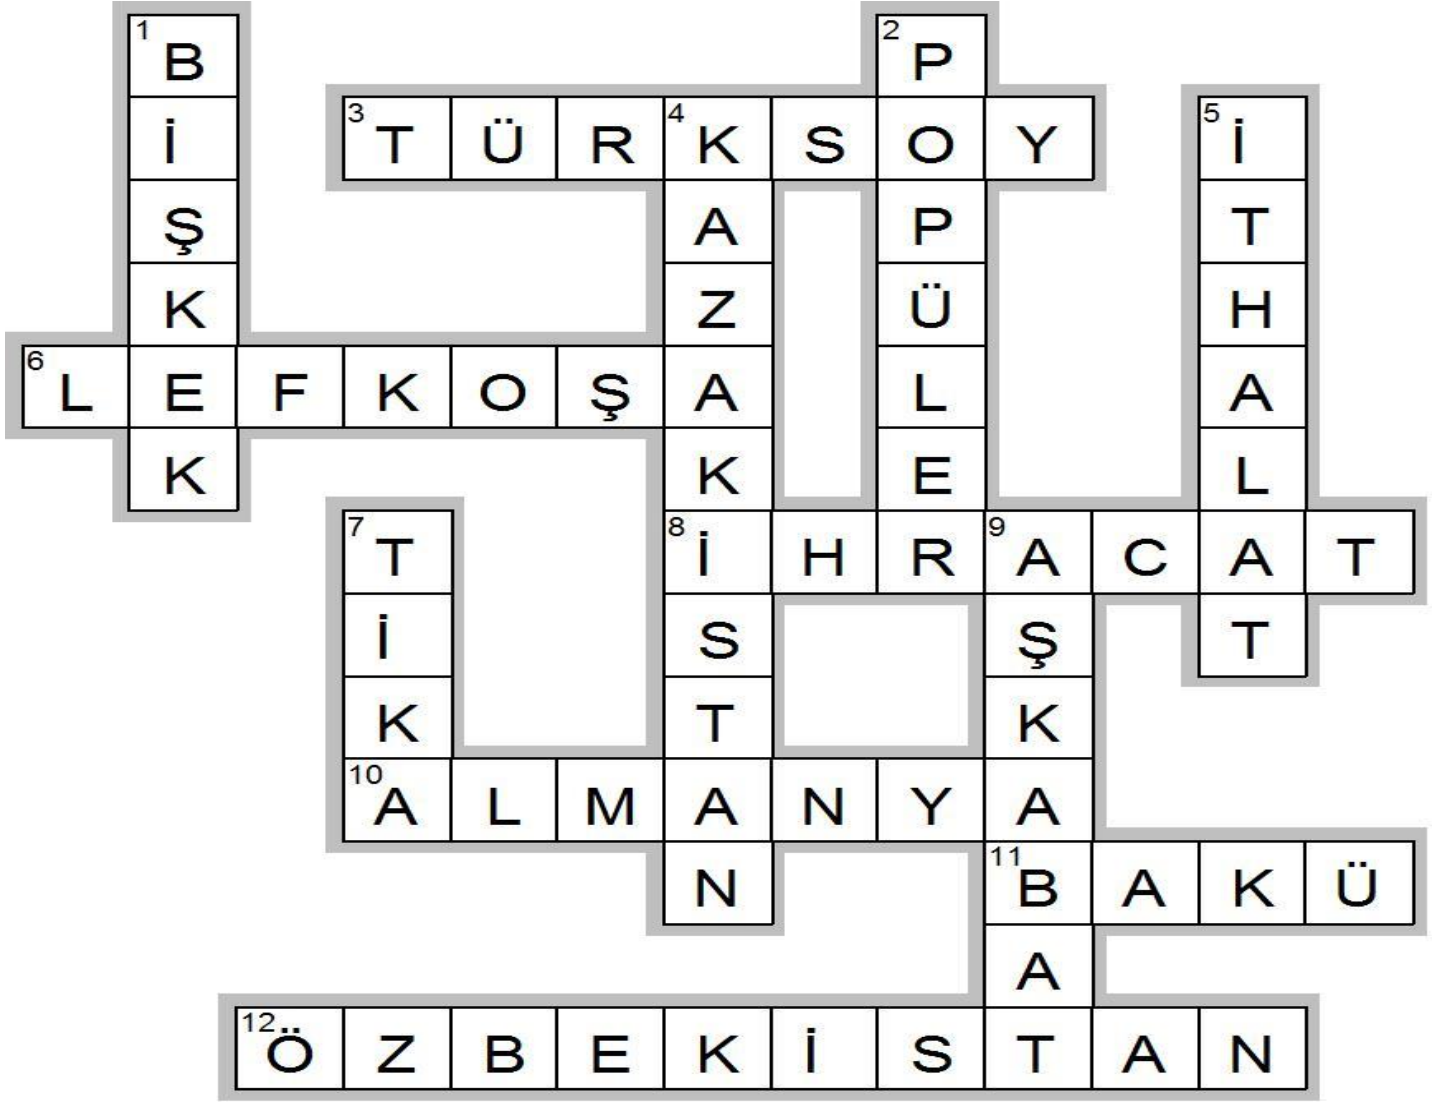 1 B 2 P
İ 3 T Ü R 4 K S O Y 5 İ
Ş A P T
K Z Ü H
6 L E F K O Ş A L A
K K E L
7 T 8 İ H R 9 A C A T
İ S Ş T
K T K
10 A L M A N Y A
N 11 B A K Ü
A
12 Ö Z B E K İ S T A N